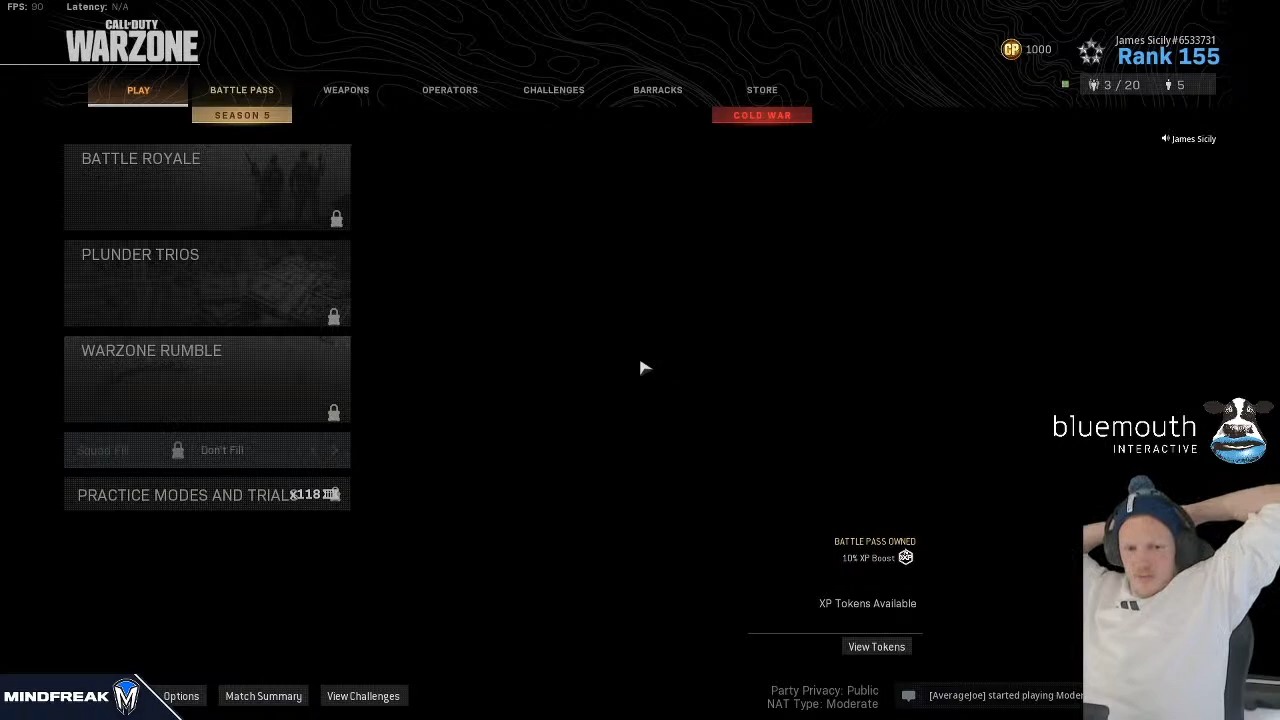 FPS: 90 Latency: N/A
CALL OF DUTY
WARZONE
CP 1000
James Sicily#6533731
Rank 155
3 / 20 5
PLAY BATTLE PASS WEAPONS OPERATORS CHALLENGES BARRACKS STORE
SEASON 5 COLD WAR
James Sicily
BATTLE ROYALE
PLUNDER TRIOS
WARZONE RUMBLE
Squad Fill Don't Fill
PRACTICE MODES AND TRIALS x118
bluemouth
INTERACTIVE
BATTLE PASS OWNED
10% XP Boost
XP Tokens Available
View Tokens
MINDFREAK Options Match Summary View Challenges
Party Privacy: Public
NAT Type: Moderate
[AverageJoe] started playing Moder